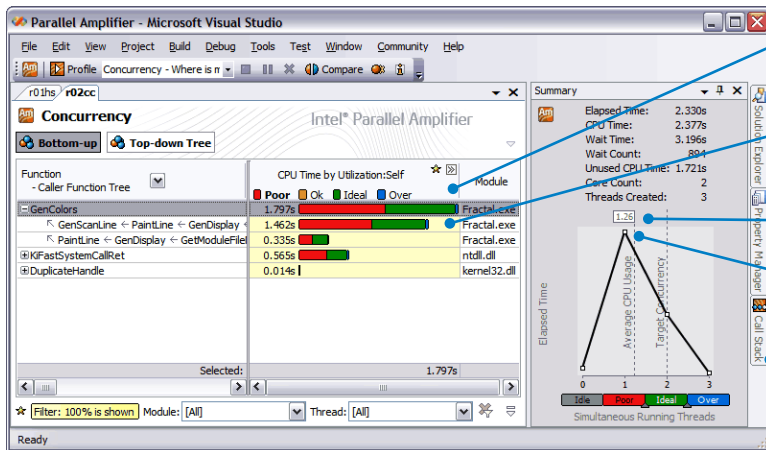 Parallel Amplifier - Microsoft Visual Studio
File Edit View Project Build Debug Tools Test Window Community Help
Am Profile Concurrency - Where is m Compare
r01hs r02cc
Am Concurrency Intel® Parallel Amplifier
Bottom-up Top-down Tree
Function
- Caller Function Tree
CPU Time by Utilization:Self
Poor Ok Ideal Over
Module
GenColors 1.797s Fractal.exe
GenScanLine ← PaintLine ← GenDisplay ← 1.462s Fractal.exe
PaintLine ← GenDisplay ← GetModuleFileI 0.335s Fractal.exe
KiFastSystemCallRet 0.565s ntdll.dll
DuplicateHandle 0.014s kernel32.dll
Selected: 1.797s
Filter: 100% is shown Module: [All] Thread: [All]
Ready
Summary
Am
Elapsed Time: 2.330s
CPU Time: 2.377s
Wait Time: 3.196s
Wait Count: 894
Unused CPU Time: 1.721s
Core Count: 2
Threads Created: 3
1.26
Elapsed Time
Average CPU Usage
Target Concurrency
0 1 2 3
Idle Poor Ideal Over
Simultaneous Running Threads
Solution Explorer
Property Manager
Call Stack